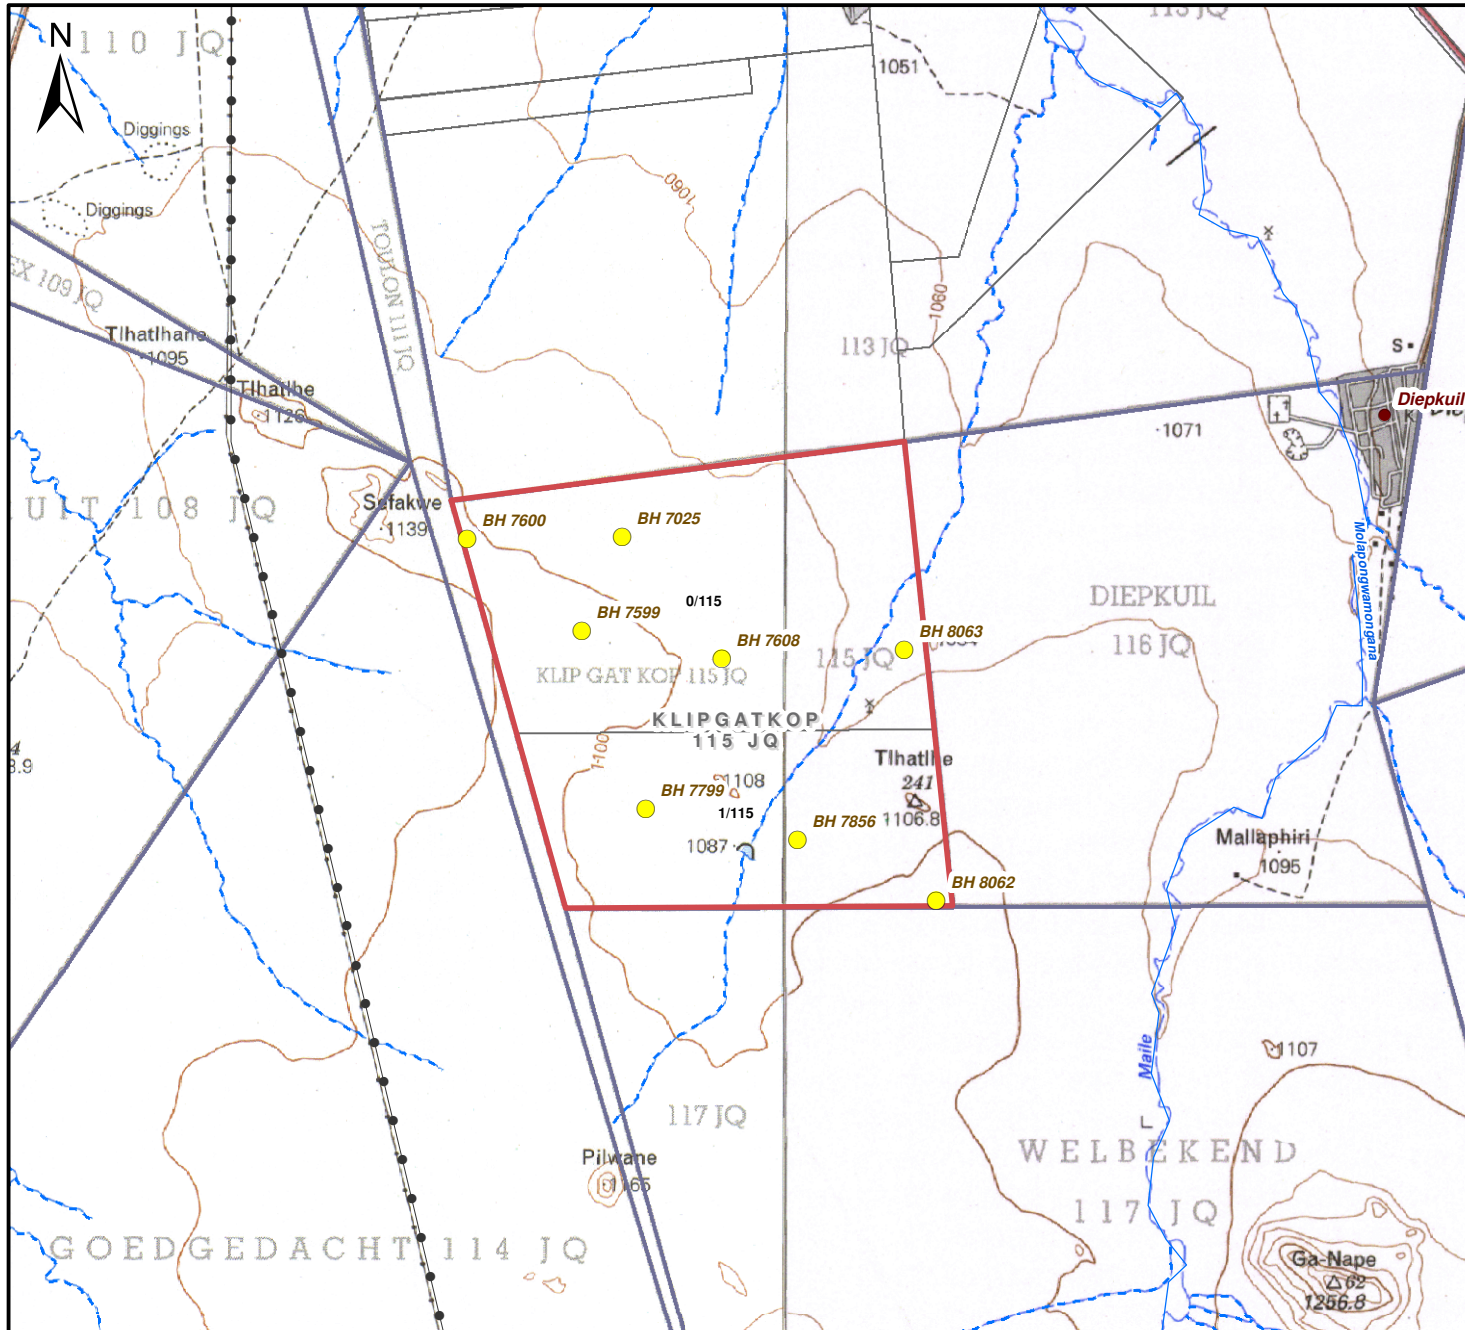 N
110 JQ
113 JQ
1051
Diggings
Diggings
1060
TOULON 111 JQ
EX 109 JQ
1060
Tlhatlhane
1095
113 JQ
S
Tlhatlhe
1126
Diepkuil
K
1071
UIT 108 JQ
Sefakwe
1139
BH 7600
BH 7025
Molapongwamongana
0/115
DIEPKUIL
116 JQ
BH 7599
BH 7608
BH 8063
115 JQ
KLIP GAT KOP 115 JQ
KLIPGATKOP
115 JQ
1100
Tlhatlhe
241
1106.8
1108
BH 7799
1/115
BH 7856
1087
Mallaphiri
1095
BH 8062
Maile
1107
117 JQ
L
WELBEKEND
117 JQ
Pilwane
1165
GOEDGEDACHT 114 JQ
Ga-Nape
62
1256.8